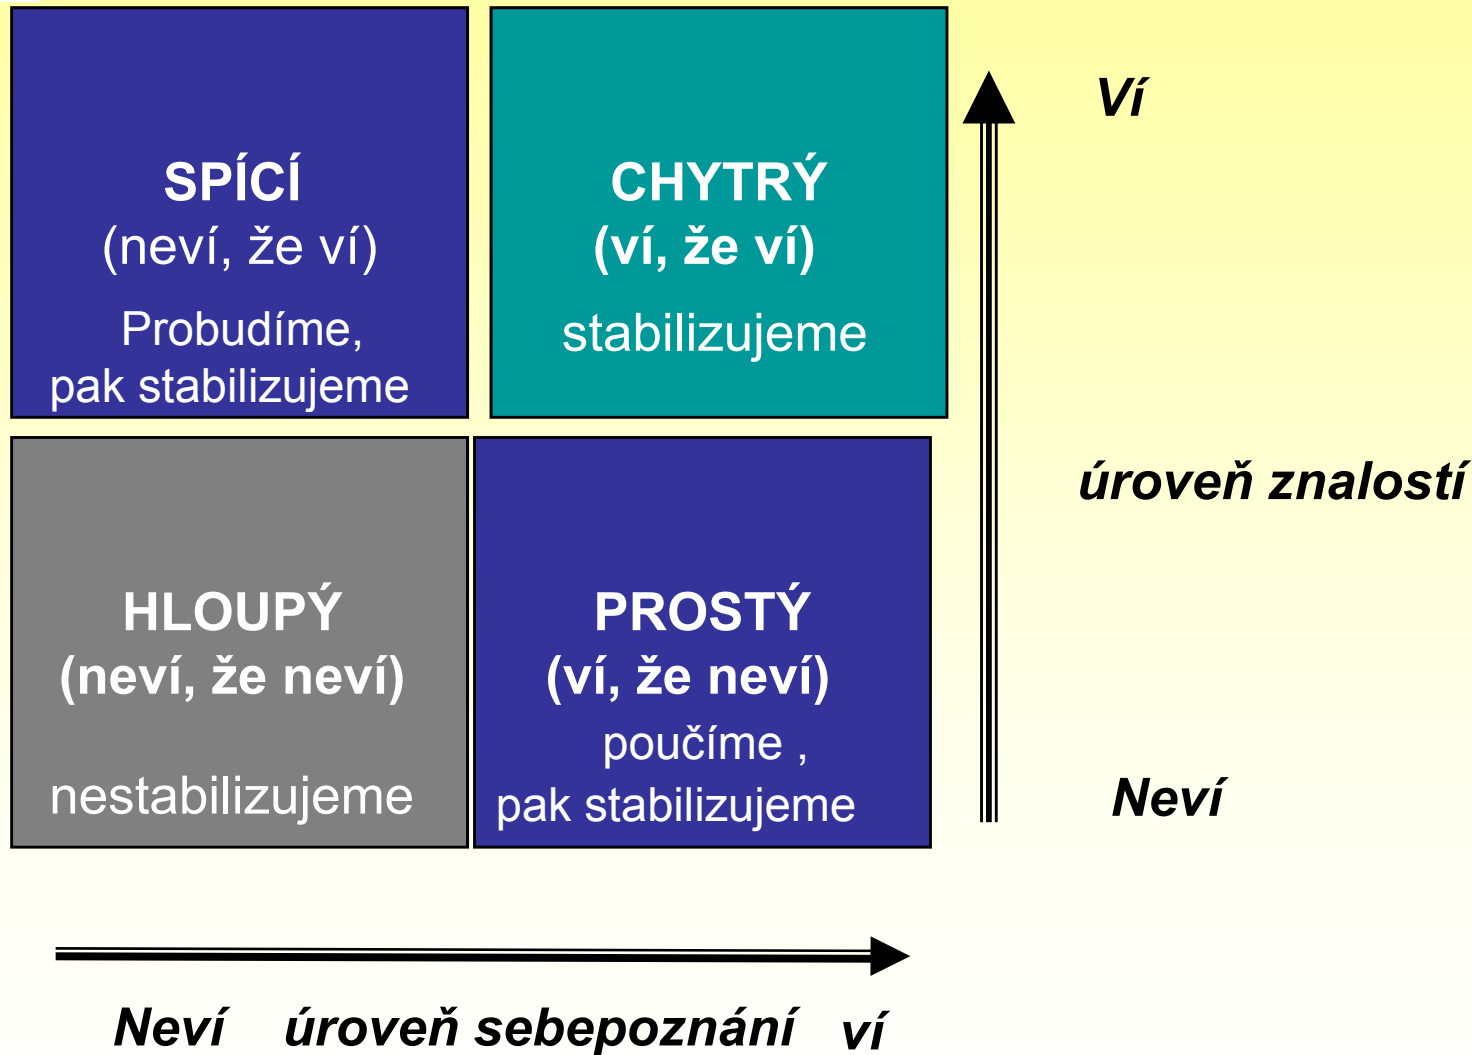 SPÍCÍ
(neví, že ví)
Probudíme,
pak stabilizujeme
CHYTRÝ
(ví, že ví)
stabilizujeme
Ví
úroveň znalostí
HLOUPÝ
(neví, že neví)
nestabilizujeme
PROSTÝ
(ví, že neví)
poučíme ,
pak stabilizujeme
Neví
Neví úroveň sebepoznání ví